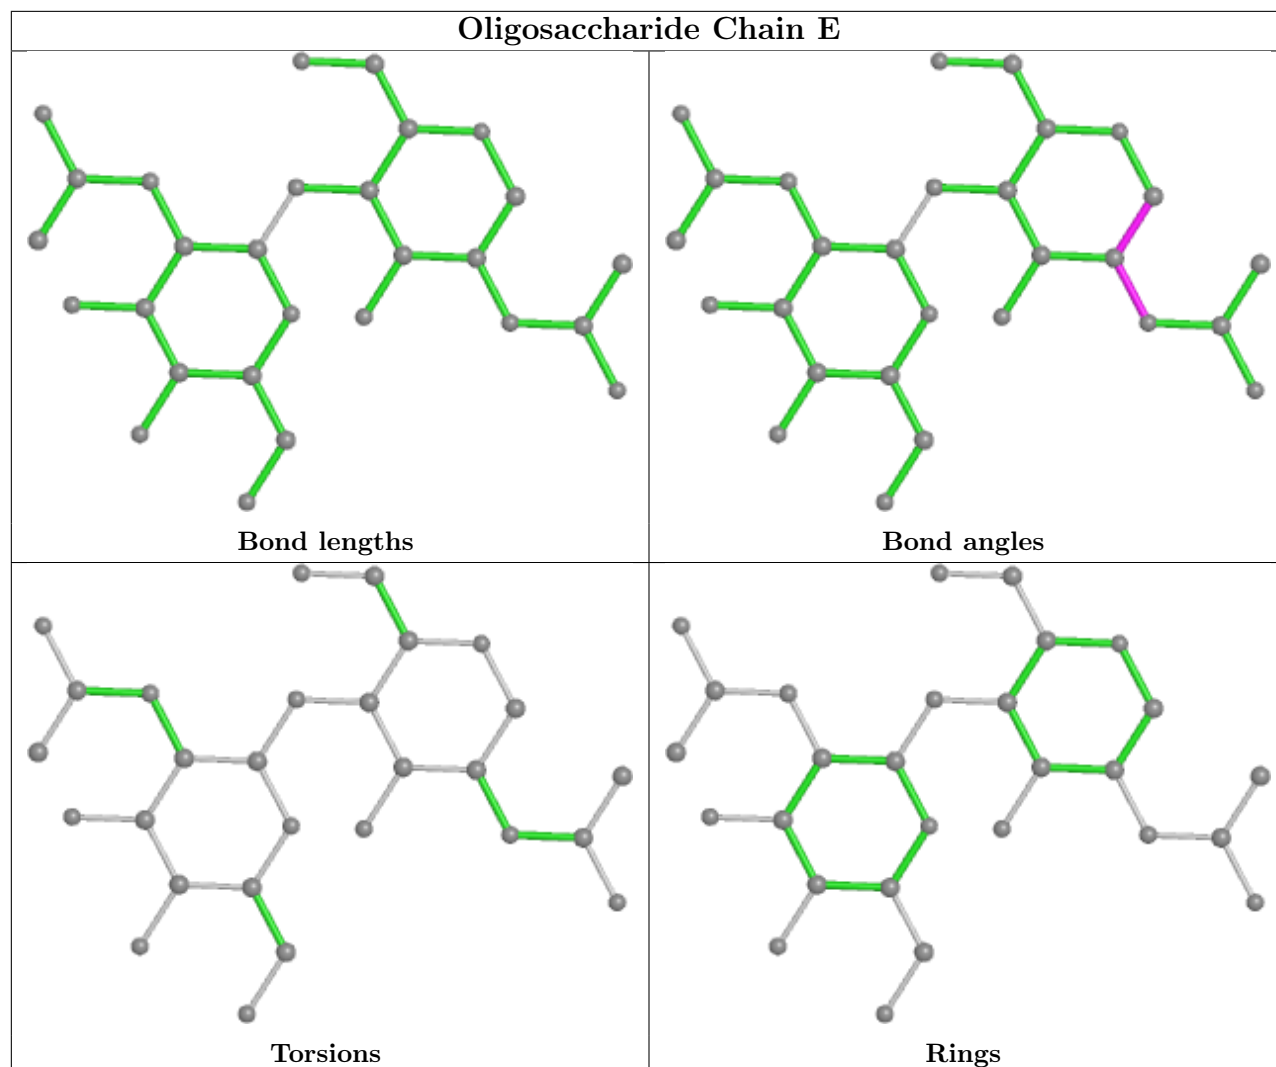 Oligosaccharide Chain E
Bond lengths
Bond angles
Torsions
Rings